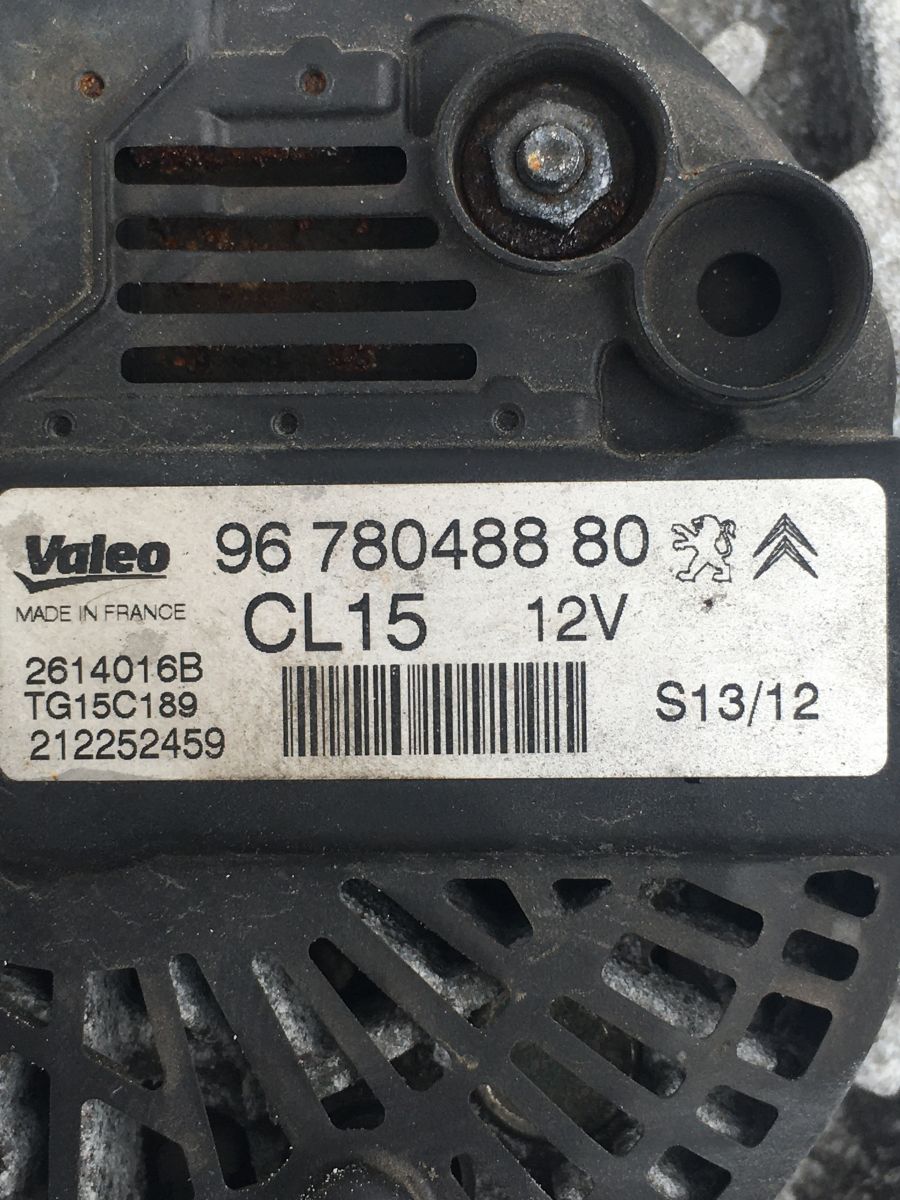 Valeo 96 780488 80
MADE IN FRANCE CL15 12V
2614016B
TG15C189 S13/12
212252459